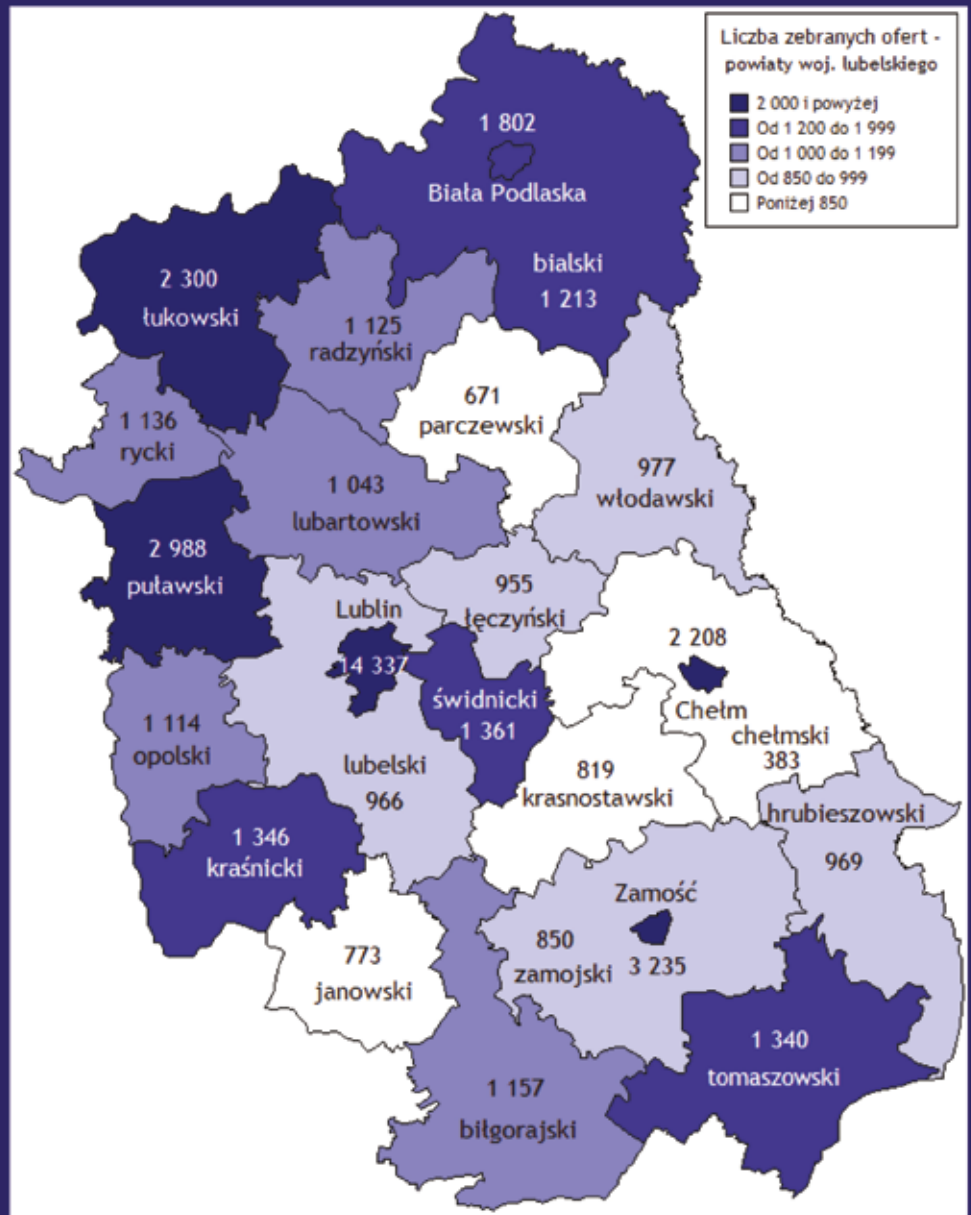 Liczba zebranych ofert -
powiaty woj. lubelskiego
2 000 i powyżej
Od 1 200 do 1 999
Od 1 000 do 1 199
Od 850 do 999
Poniżej 850
1 802
Biała Podlaska
bialski
1 213
2 300
łukowski
1 125
radzyński
671
parczewski
1 136
rycki
977
włodawski
1 043
lubartowski
2 988
puławski
955
łęczyński
Lublin
14 337
2 208
Chełm
świdnicki
1 361
chełmski
383
1 114
opolski
lubelski
966
819
krasnostawski
hrubieszowski
969
1 346
kraśnicki
Zamość
3 235
850
zamojski
773
janowski
1 340
tomaszowski
1 157
biłgorajski